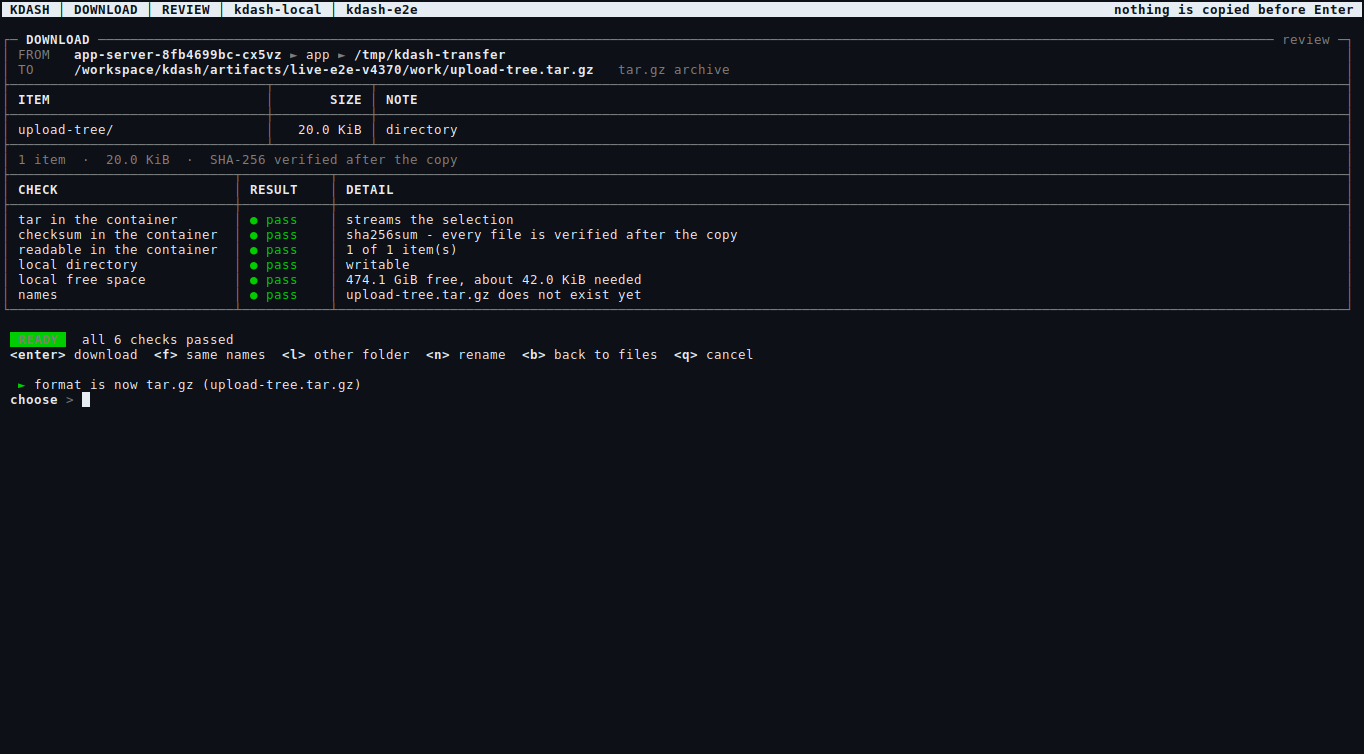 KDASH │ DOWNLOAD │ REVIEW │ kdash-local │ kdash-e2e nothing is copied before Enter
DOWNLOAD review
FROM app-server-8fb4699bc-cx5vz ► app ► /tmp/kdash-transfer
TO /workspace/kdash/artifacts/live-e2e-v4370/work/upload-tree.tar.gz tar.gz archive
ITEM SIZE NOTE
upload-tree/ 20.0 KiB directory
1 item · 20.0 KiB · SHA-256 verified after the copy
CHECK RESULT DETAIL
tar in the container ● pass streams the selection
checksum in the container ● pass sha256sum - every file is verified after the copy
readable in the container ● pass 1 of 1 item(s)
local directory ● pass writable
local free space ● pass 474.1 GiB free, about 42.0 KiB needed
names ● pass upload-tree.tar.gz does not exist yet
READY all 6 checks passed
<enter> download <f> same names <l> other folder <n> rename <b> back to files <q> cancel
► format is now tar.gz (upload-tree.tar.gz)
choose >